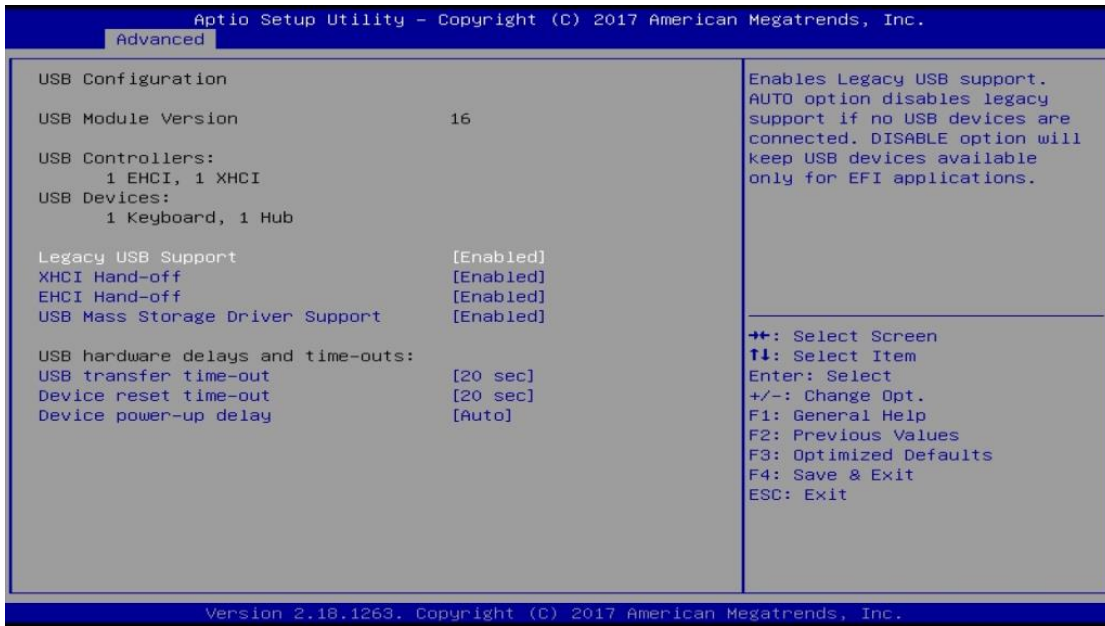 Aptio Setup Utility – Copyright (C) 2017 American Megatrends, Inc.
Advanced
USB Configuration
USB Module Version 16
USB Controllers:
1 EHCI, 1 XHCI
USB Devices:
1 Keyboard, 1 Hub
Legacy USB Support [Enabled]
XHCI Hand-off [Enabled]
EHCI Hand-off [Enabled]
USB Mass Storage Driver Support [Enabled]
USB hardware delays and time-outs:
USB transfer time-out [20 sec]
Device reset time-out [20 sec]
Device power-up delay [Auto]
Enables Legacy USB support.
AUTO option disables legacy
support if no USB devices are
connected. DISABLE option will
keep USB devices available
only for EFI applications.
→←: Select Screen
↑↓: Select Item
Enter: Select
+/-: Change Opt.
F1: General Help
F2: Previous Values
F3: Optimized Defaults
F4: Save & Exit
ESC: Exit
Version 2.18.1263. Copyright (C) 2017 American Megatrends, Inc.